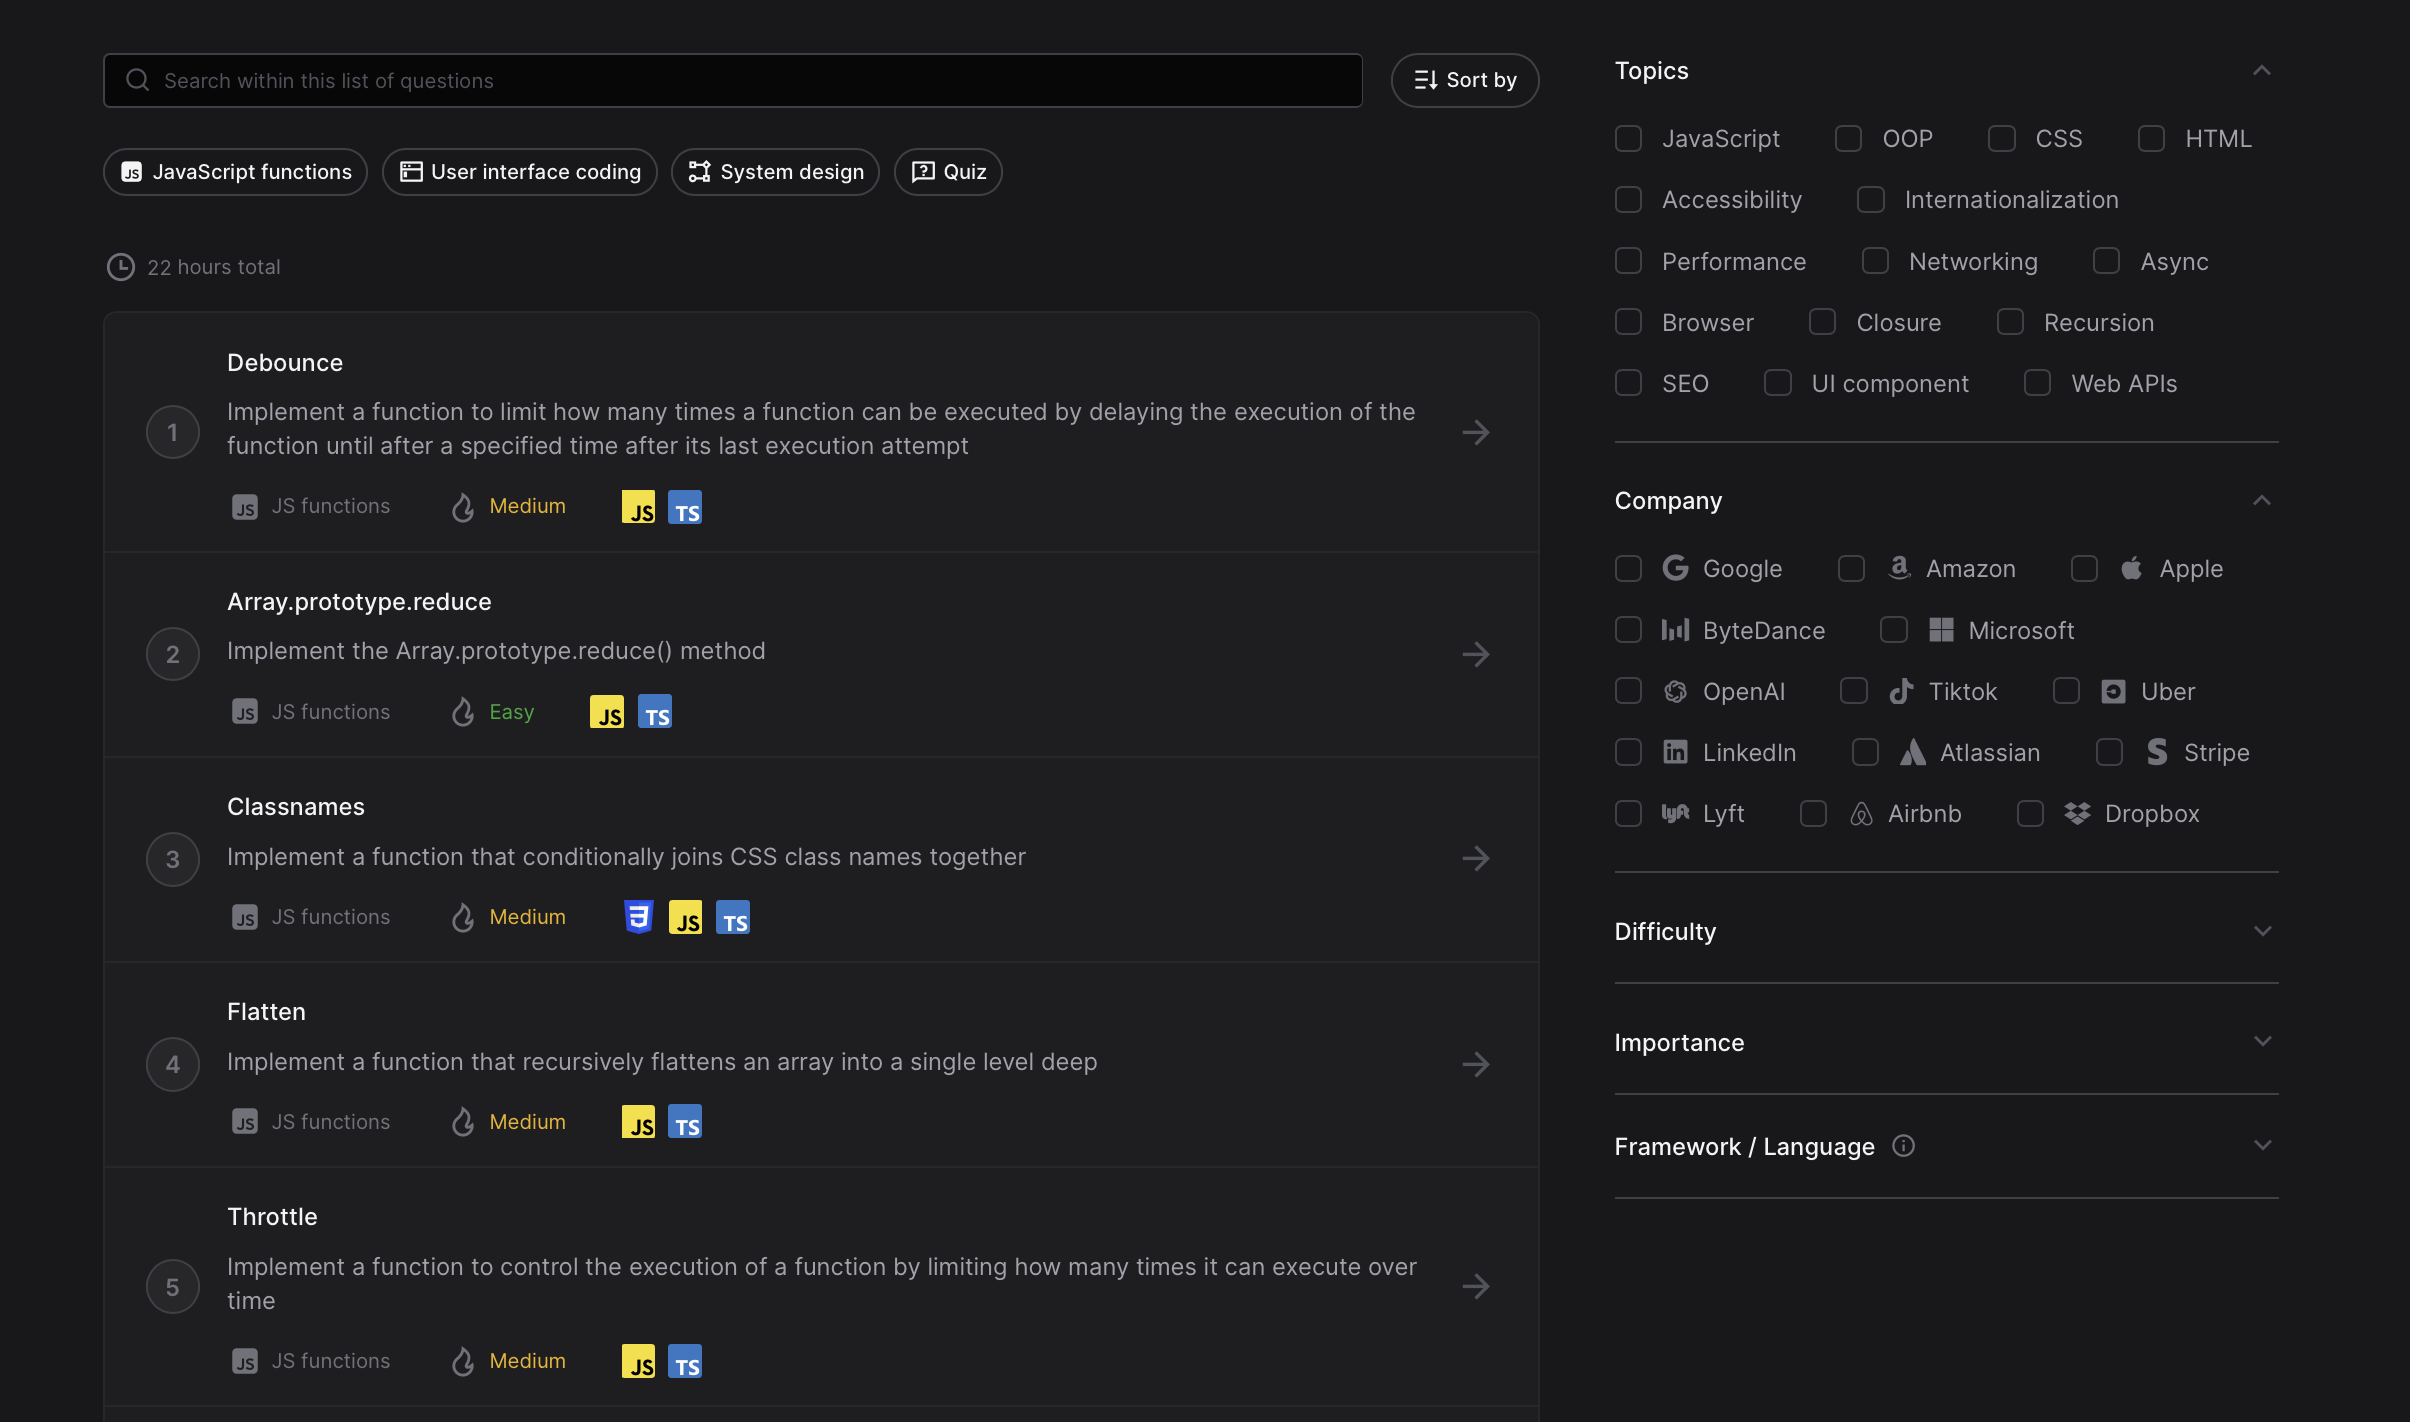 Search within this list of questions
Sort by
JavaScript functions
User interface coding
System design
Quiz
22 hours total
1
Debounce
Implement a function to limit how many times a function can be executed by delaying the execution of the
function until after a specified time after its last execution attempt
JS JS functions
Medium
JS TS
2
Array.prototype.reduce
Implement the Array.prototype.reduce() method
JS JS functions
Easy
JS TS
3
Classnames
Implement a function that conditionally joins CSS class names together
JS JS functions
Medium
JS TS
4
Flatten
Implement a function that recursively flattens an array into a single level deep
JS JS functions
Medium
JS TS
5
Throttle
Implement a function to control the execution of a function by limiting how many times it can execute over
time
JS JS functions
Medium
JS TS
Topics
JavaScript OOP CSS HTML
Accessibility Internationalization
Performance Networking Async
Browser Closure Recursion
SEO UI component Web APIs
Company
Google Amazon Apple
ByteDance Microsoft
OpenAI Tiktok Uber
LinkedIn Atlassian Stripe
Lyft Airbnb Dropbox
Difficulty
Importance
Framework / Language